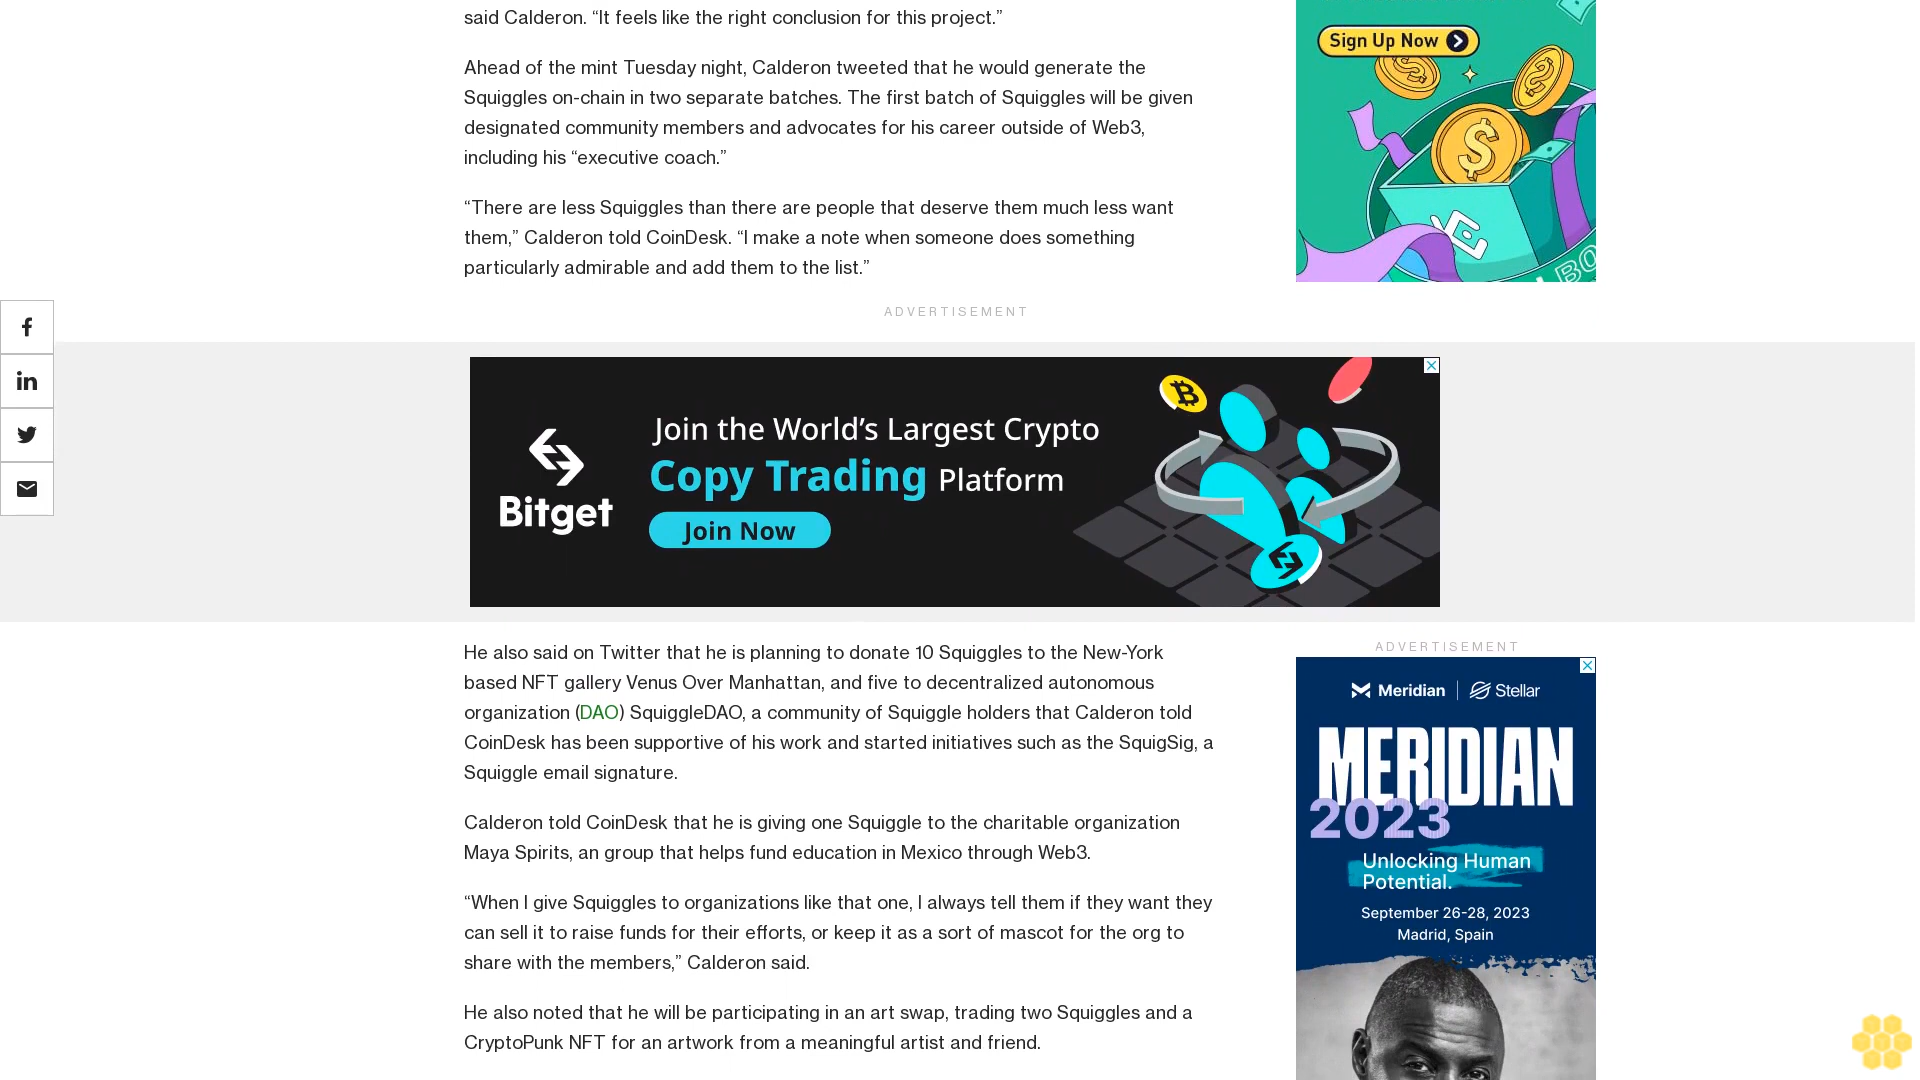 said Calderon. “It feels like the right conclusion for this project.”
Ahead of the mint Tuesday night, Calderon tweeted that he would generate the
Squiggles on-chain in two separate batches. The first batch of Squiggles will be given
designated community members and advocates for his career outside of Web3,
including his “executive coach.”
“There are less Squiggles than there are people that deserve them much less want
them,” Calderon told CoinDesk. “I make a note when someone does something
particularly admirable and add them to the list.”
Sign Up Now
ADVERTISEMENT
Bitget
Join the World’s Largest Crypto
Copy Trading Platform
Join Now
He also said on Twitter that he is planning to donate 10 Squiggles to the New-York
based NFT gallery Venus Over Manhattan, and five to decentralized autonomous
organization (DAO) SquiggleDAO, a community of Squiggle holders that Calderon told
CoinDesk has been supportive of his work and started initiatives such as the SquigSig, a
Squiggle email signature.
Calderon told CoinDesk that he is giving one Squiggle to the charitable organization
Maya Spirits, an group that helps fund education in Mexico through Web3.
“When I give Squiggles to organizations like that one, I always tell them if they want they
can sell it to raise funds for their efforts, or keep it as a sort of mascot for the org to
share with the members,” Calderon said.
He also noted that he will be participating in an art swap, trading two Squiggles and a
CryptoPunk NFT for an artwork from a meaningful artist and friend.
ADVERTISEMENT
Meridian | Stellar
MERIDIAN
2023
Unlocking Human
Potential.
September 26-28, 2023
Madrid, Spain